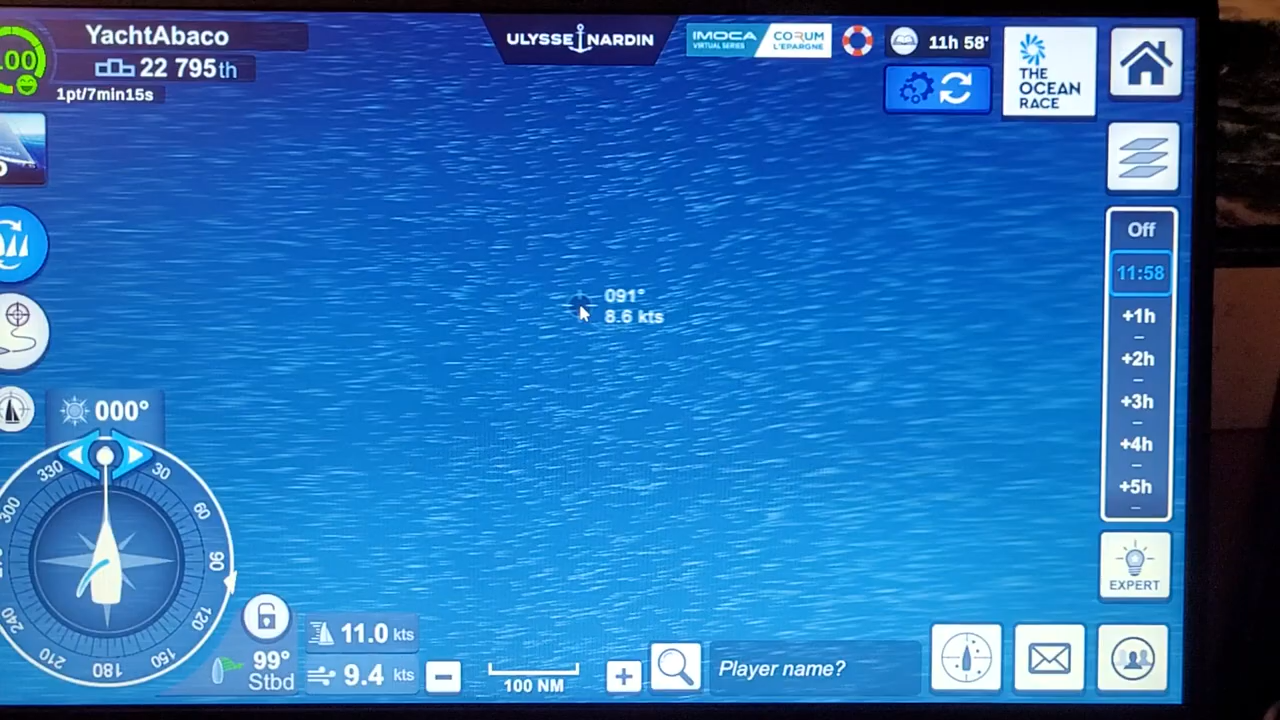 YachtAbaco
.00
22 795th
1pt/7min15s
ULYSSE NARDIN
IMOCA
VIRTUAL SERIES
CORUM
L'EPARGNE
11h 58'
THE
OCEAN
RACE
Off
11:58
+1h
+2h
+3h
+4h
+5h
EXPERT
091°
8.6 kts
000°
330
30
300
60
90
240
120
210
180
150
99°
Stbd
11.0 kts
9.4 kts
100 NM
Player name?